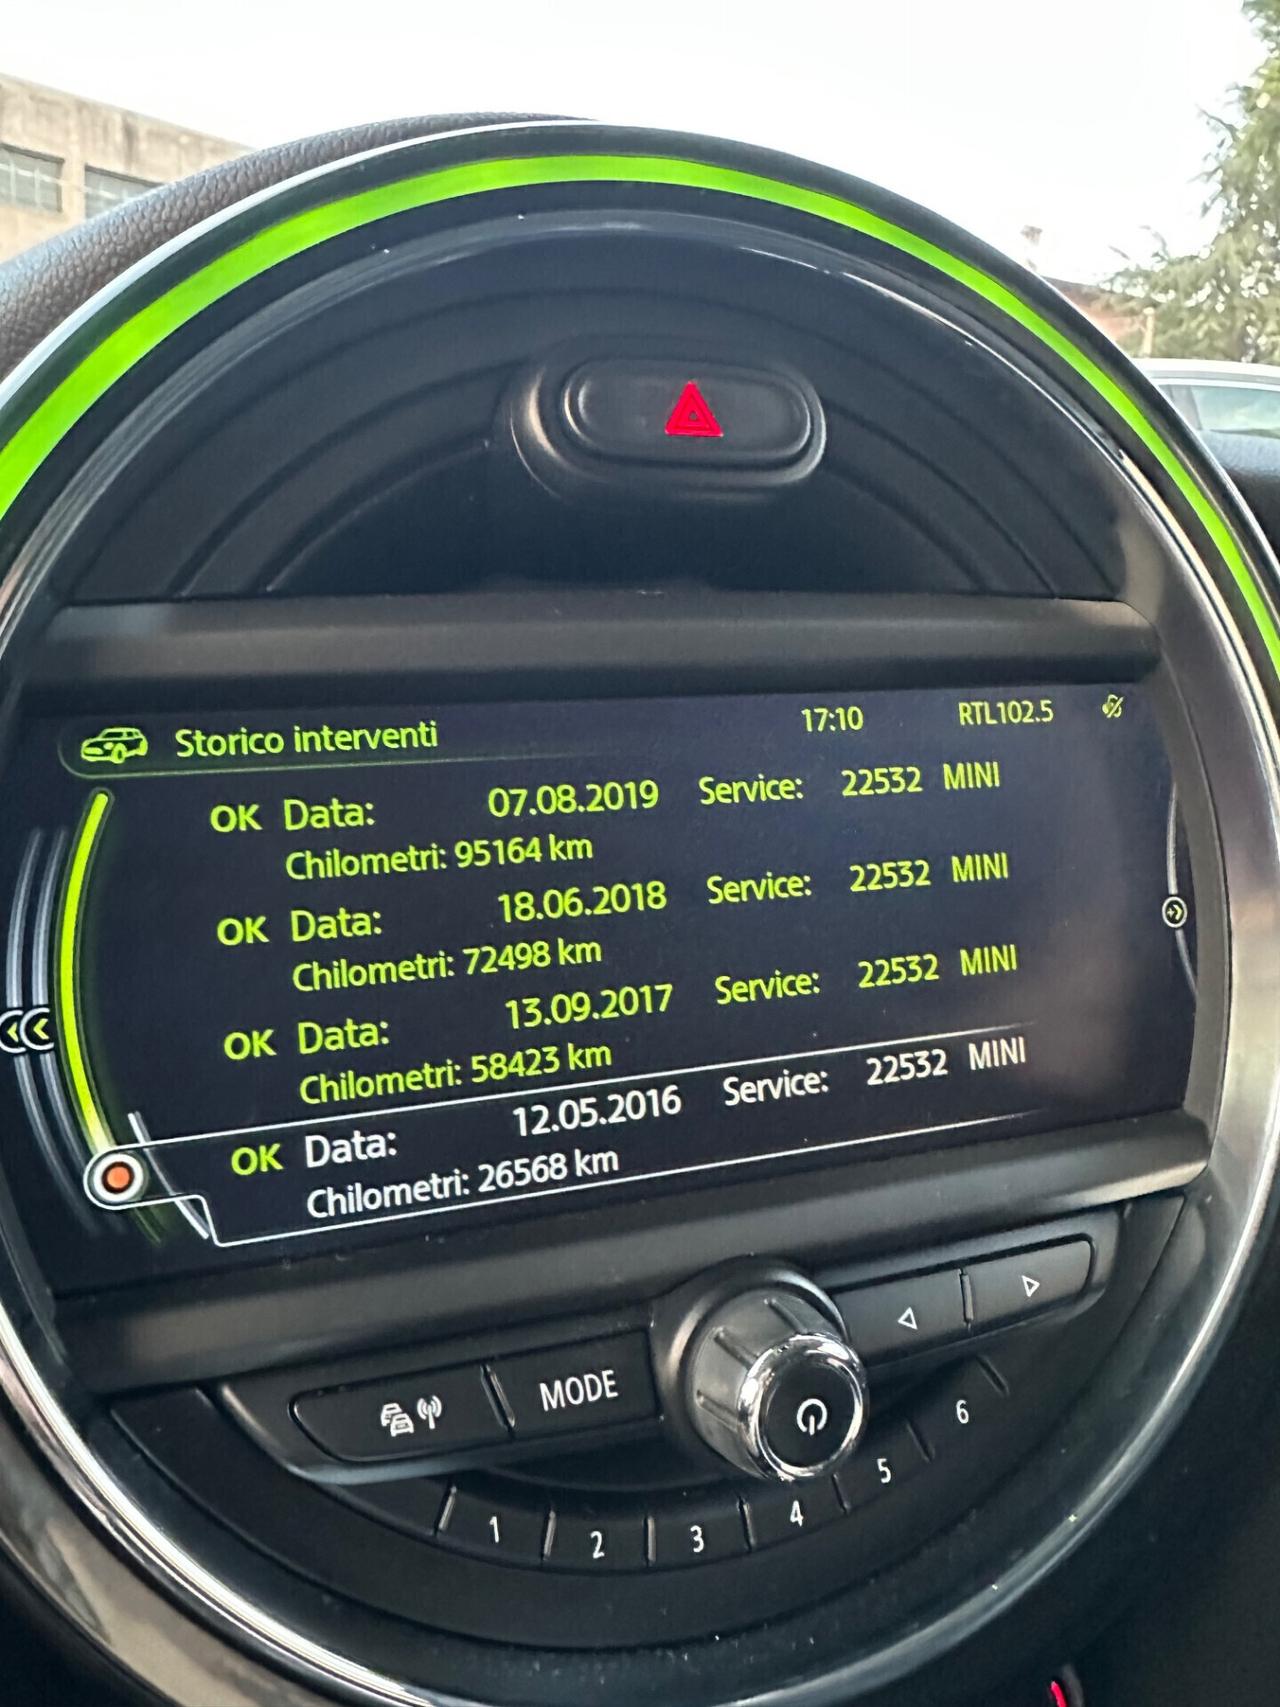 Storico interventi 17:10 RTL102.5
OK Data: 07.08.2019 Service: 22532 MINI
Chilometri: 95164 km
OK Data: 18.06.2018 Service: 22532 MINI
Chilometri: 72498 km
OK Data: 13.09.2017 Service: 22532 MINI
Chilometri: 58423 km
OK Data: 12.05.2016 Service: 22532 MINI
Chilometri: 26568 km
MODE
1 2 3 4 5 6